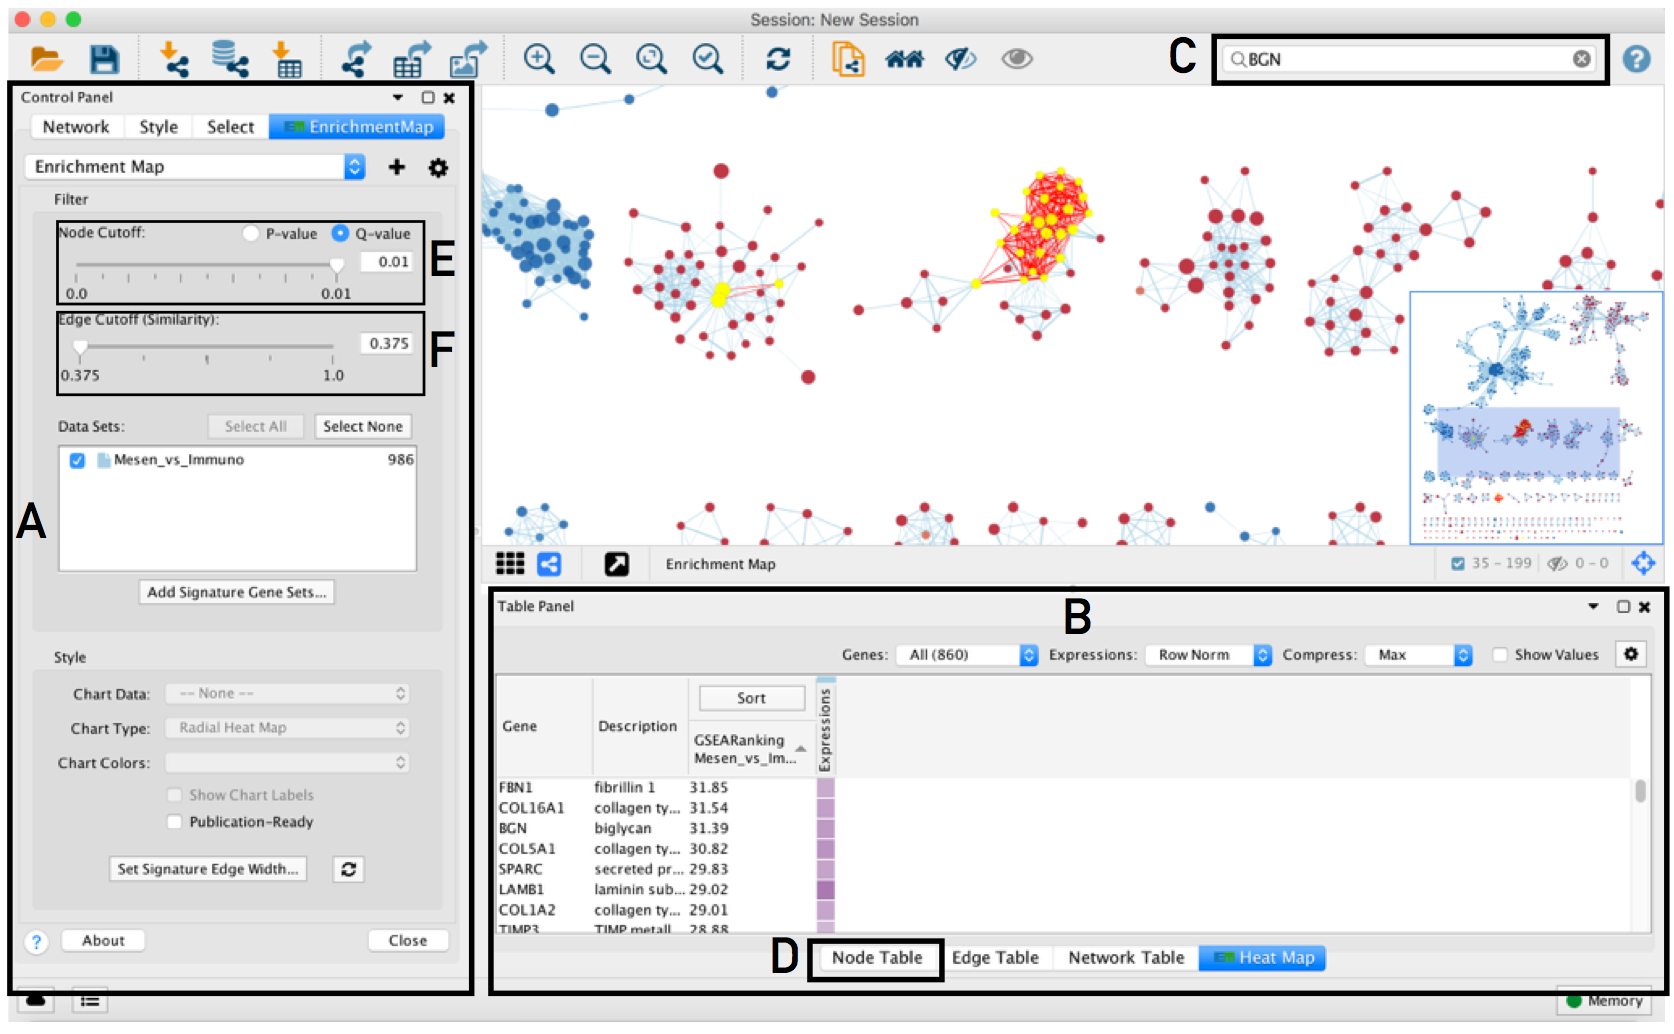 Session: New Session
C
BGN
?
Control Panel
Network Style Select EnrichmentMap
Enrichment Map
Filter
Node Cutoff: P-value Q-value
0.01
0.0 0.01
E
Edge Cutoff (Similarity):
0.375
0.375 1.0
F
Data Sets: Select All Select None
Mesen_vs_Immuno 986
A
Add Signature Gene Sets...
Style
Chart Data: -- None --
Chart Type: Radial Heat Map
Chart Colors:
Show Chart Labels
Publication-Ready
Set Signature Edge Width...
? About Close
Enrichment Map
35 - 199 0 - 0
Table Panel
B
Genes: All (860) Expressions: Row Norm Compress: Max Show Values
Sort
Gene Description GSEARanking
Mesen_vs_Im...
Expressions
FBN1 fibrillin 1 31.85
COL16A1 collagen ty... 31.54
BGN biglycan 31.39
COL5A1 collagen ty... 30.82
SPARC secreted pr... 29.83
LAMB1 laminin sub... 29.02
COL1A2 collagen ty... 29.01
TIMP3 TIMP metall 28.88
D
Node Table Edge Table Network Table Heat Map
Memory